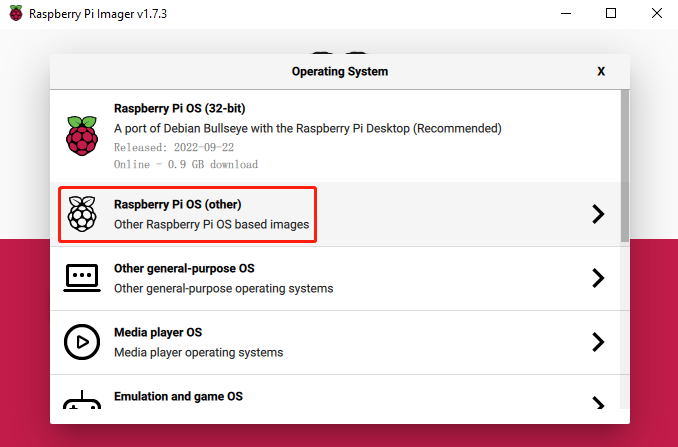 Raspberry Pi Imager v1.7.3
Operating System
X
Raspberry Pi OS (32-bit)
A port of Debian Bullseye with the Raspberry Pi Desktop (Recommended)
Released: 2022-09-22
Online - 0.9 GB download
Raspberry Pi OS (other)
Other Raspberry Pi OS based images
Other general-purpose OS
Other general-purpose operating systems
Media player OS
Media player operating systems
Emulation and game OS